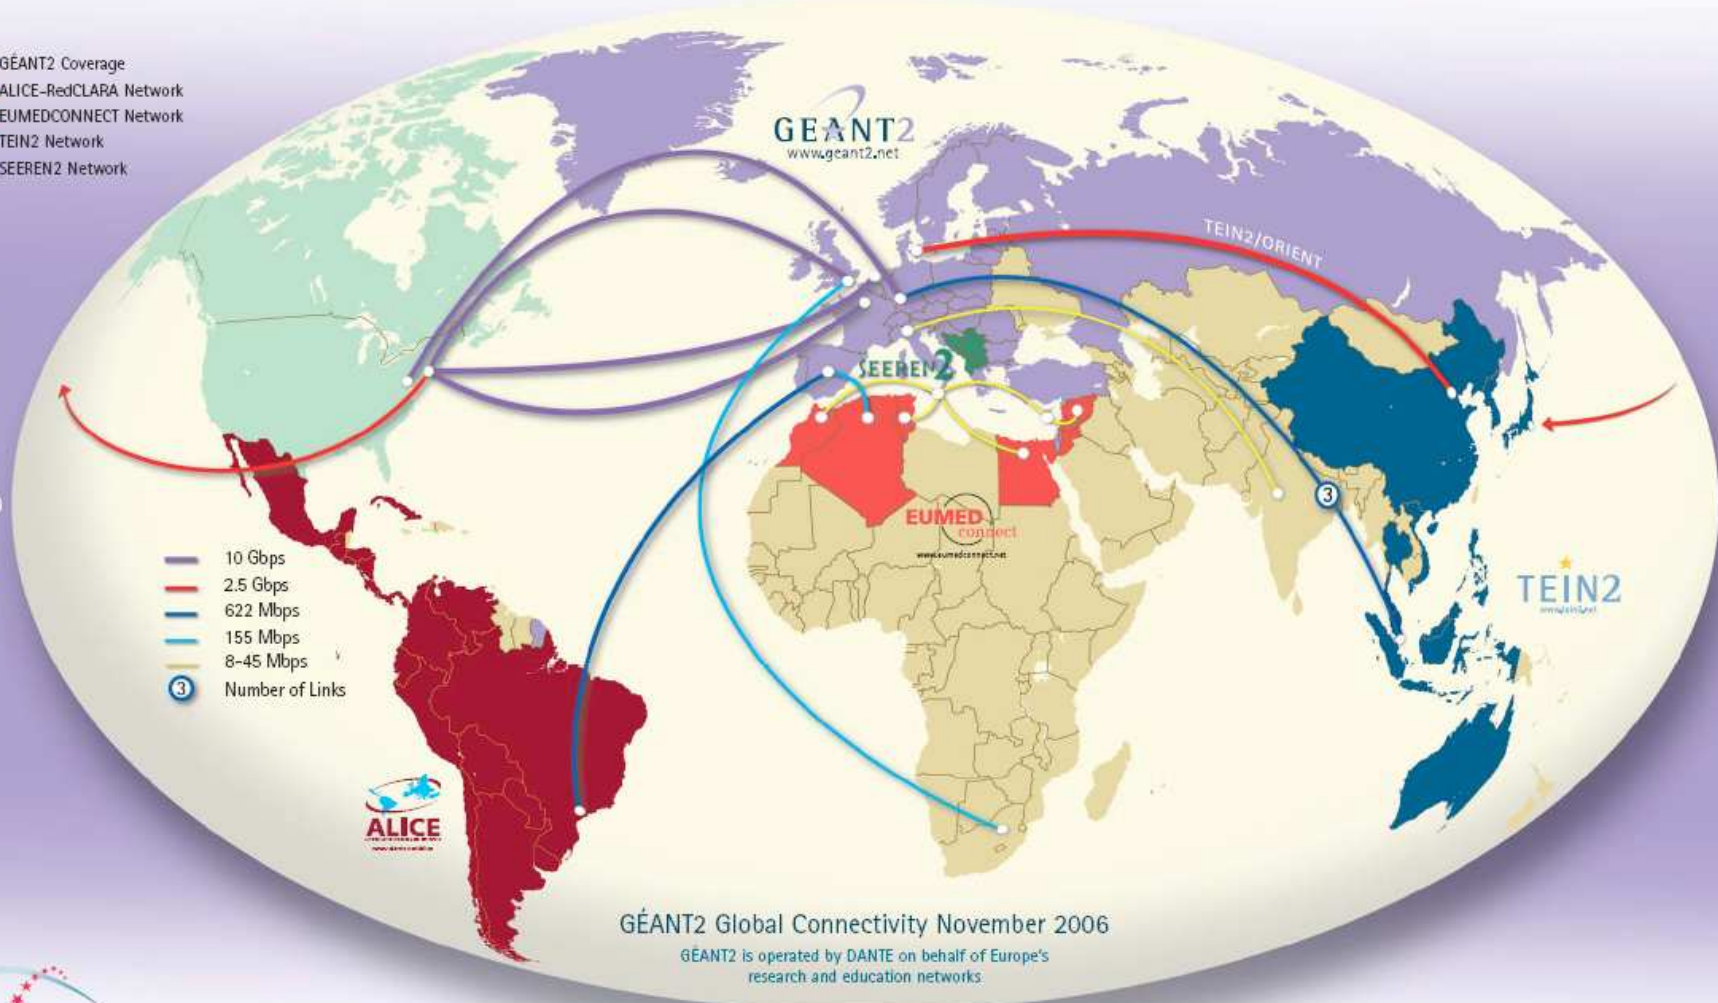 GÉANT2 Coverage
ALICE-RedCLARA Network
EUMEDCONNECT Network
TEIN2 Network
SEEREN2 Network
GEANT2
www.geant2.net
TEIN2/ORIENT
SEEREN2
EUMED
connect
www.eumedconnect.net
3
TEIN2
www.tein2.net
10 Gbps
2.5 Gbps
622 Mbps
155 Mbps
8-45 Mbps
3 Number of Links
ALICE
GÉANT2 Global Connectivity November 2006
GÉANT2 is operated by DANTE on behalf of Europe's
research and education networks